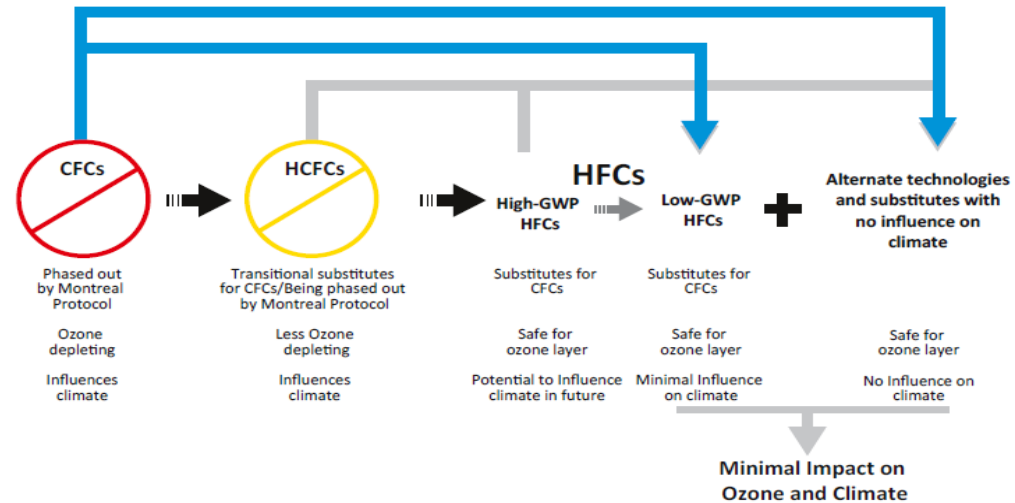 CFCs
Phased out
by Montreal
Protocol
Ozone
depleting
Influences
climate
HCFCs
Transitional substitutes
for CFCs/Being phased out
by Montreal Protocol
Less Ozone
depleting
Influences
climate
HFCs
High-GWP
HFCs
Substitutes for
CFCs
Safe for
ozone layer
Potential to Influence
climate in future
Low-GWP
HFCs
Substitutes for
CFCs
Safe for
ozone layer
Minimal Influence
on climate
Alternate technologies
and substitutes with
no influence on
climate
Safe for
ozone layer
No Influence on
climate
Minimal Impact on
Ozone and Climate